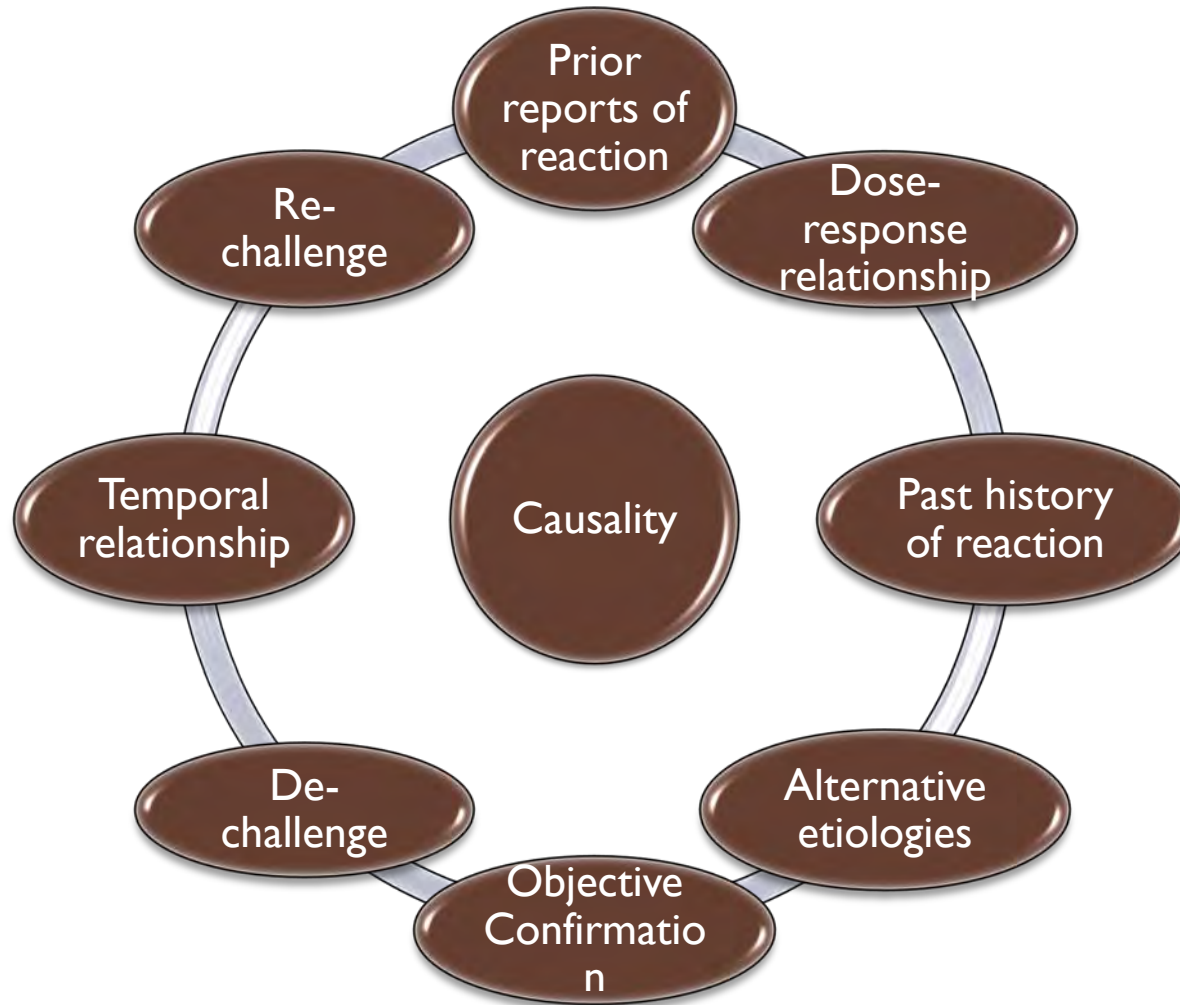 Prior
reports of
reaction
Dose-
response
relationship
Past history
of reaction
Alternative
etiologies
Objective
Confirmatio
n
De-
challenge
Temporal
relationship
Re-
challenge
Causality